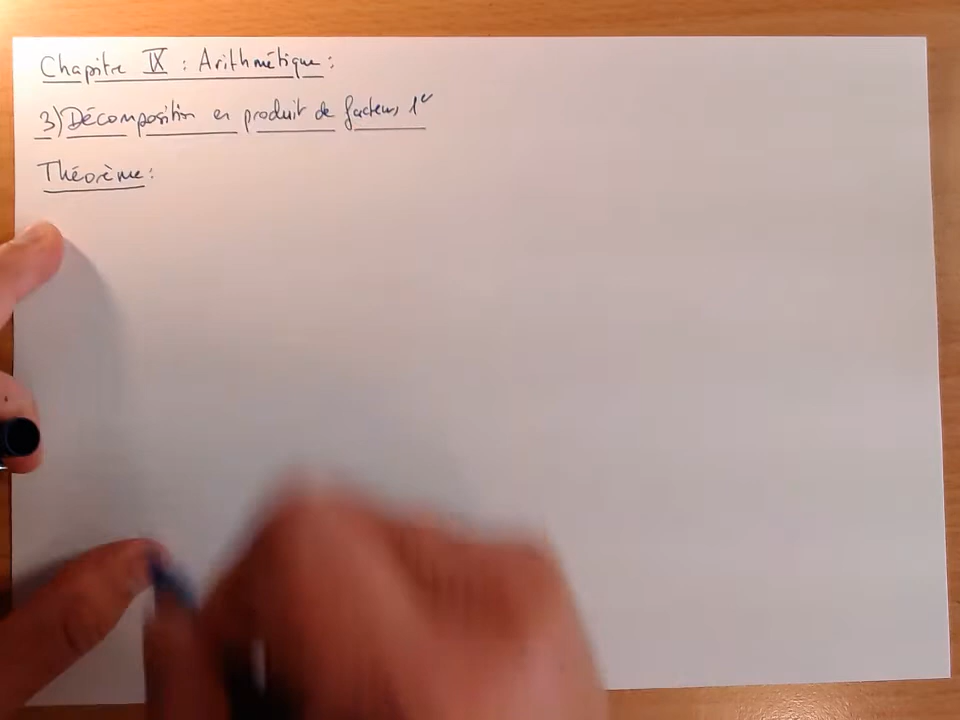 Chapitre IX : Arithmétique :
3) Décomposition en produit de facteurs 1er
Théorème :